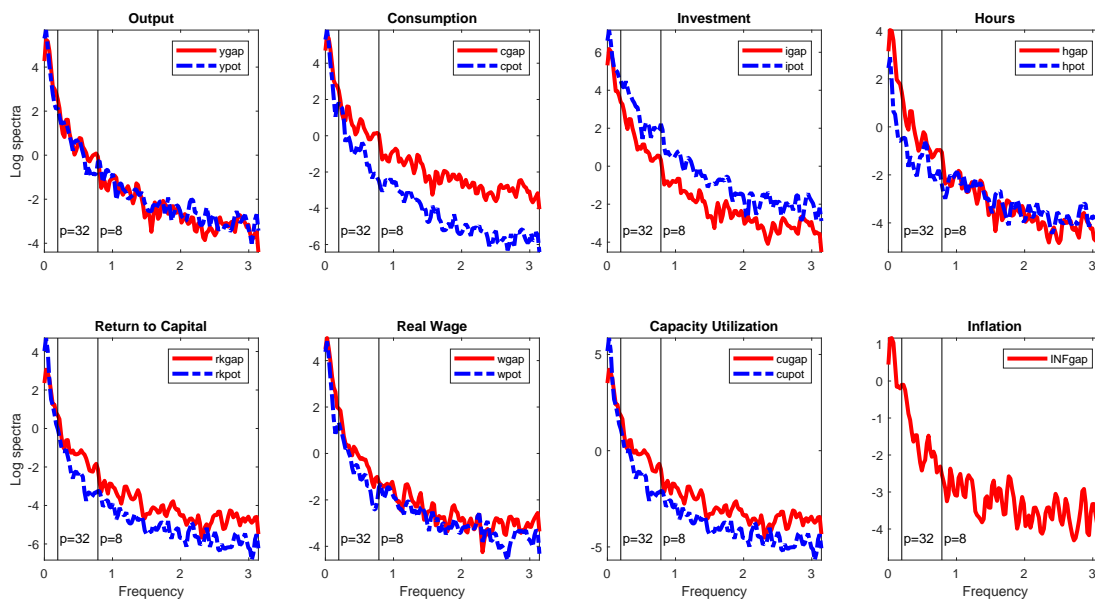 Output
Consumption
Investment
Hours
ygap
ypot
cgap
cpot
igap
ipot
hgap
hpot
Log spectra
4
2
0
-2
-4
p=32
p=8
0
1
2
3
4
2
0
-2
-4
-6
p=32
p=8
0
1
2
3
6
4
2
0
-2
-4
p=32
p=8
0
1
2
3
4
2
0
-2
-4
p=32
p=8
0
1
2
3
Return to Capital
Real Wage
Capacity Utilization
Inflation
rkgap
rkpot
wgap
wpot
cugap
cupot
INFgap
Log spectra
4
2
0
-2
-4
-6
p=32
p=8
0
1
2
3
Frequency
4
2
0
-2
-4
p=32
p=8
0
1
2
3
Frequency
5
0
-5
p=32
p=8
0
1
2
3
Frequency
1
0
-1
-2
-3
-4
p=32
p=8
0
1
2
3
Frequency